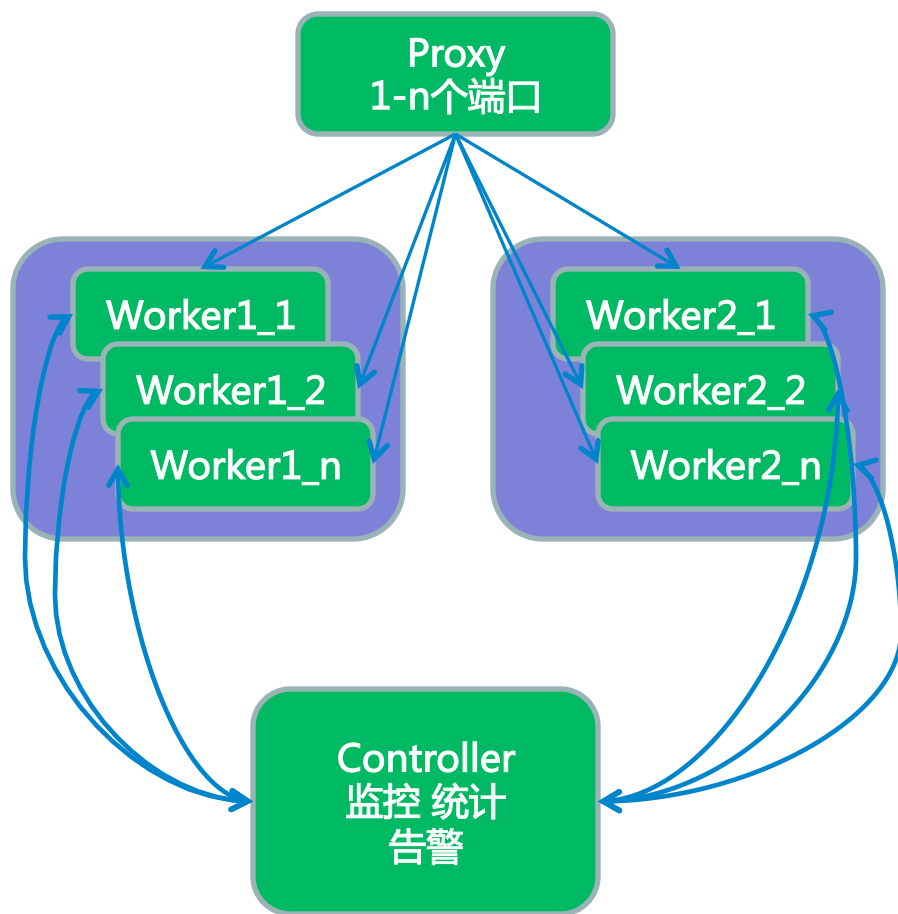 Proxy
1-n个端口
Worker1_1
Worker1_2
Worker1_n
Worker2_1
Worker2_2
Worker2_n
Controller
监控 统计
告警